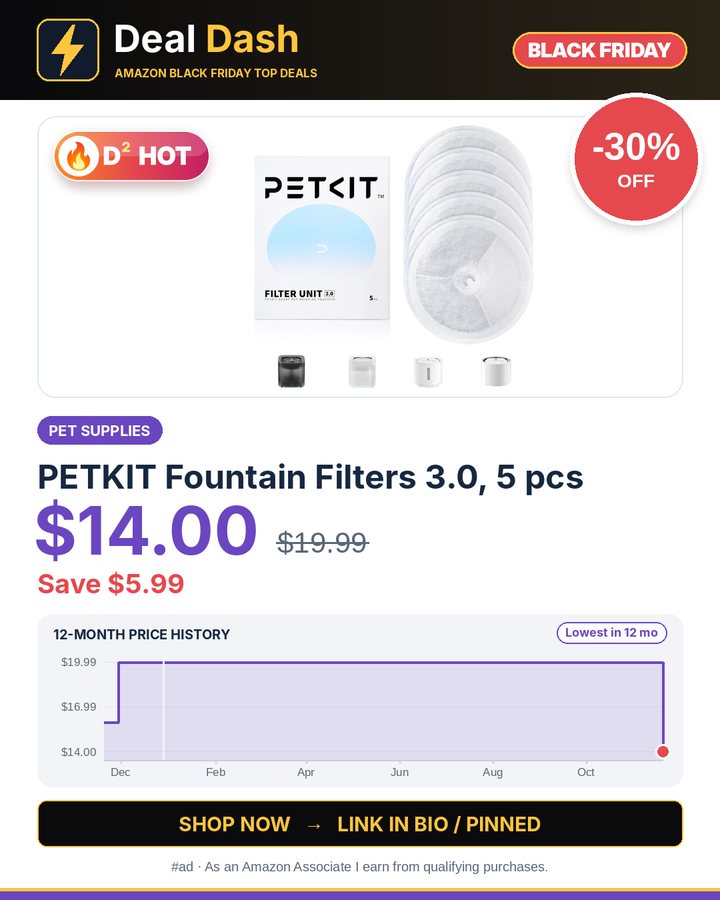 Deal Dash
AMAZON BLACK FRIDAY TOP DEALS
BLACK FRIDAY
D² HOT
-30%
OFF
PETKIT™
FILTER UNIT 3.0
PET SUPPLIES
PETKIT Fountain Filters 3.0, 5 pcs
$14.00 $19.99
Save $5.99
12-MONTH PRICE HISTORY
Lowest in 12 mo
$19.99
$16.99
$14.00
Dec Feb Apr Jun Aug Oct
SHOP NOW → LINK IN BIO / PINNED
#ad · As an Amazon Associate I earn from qualifying purchases.